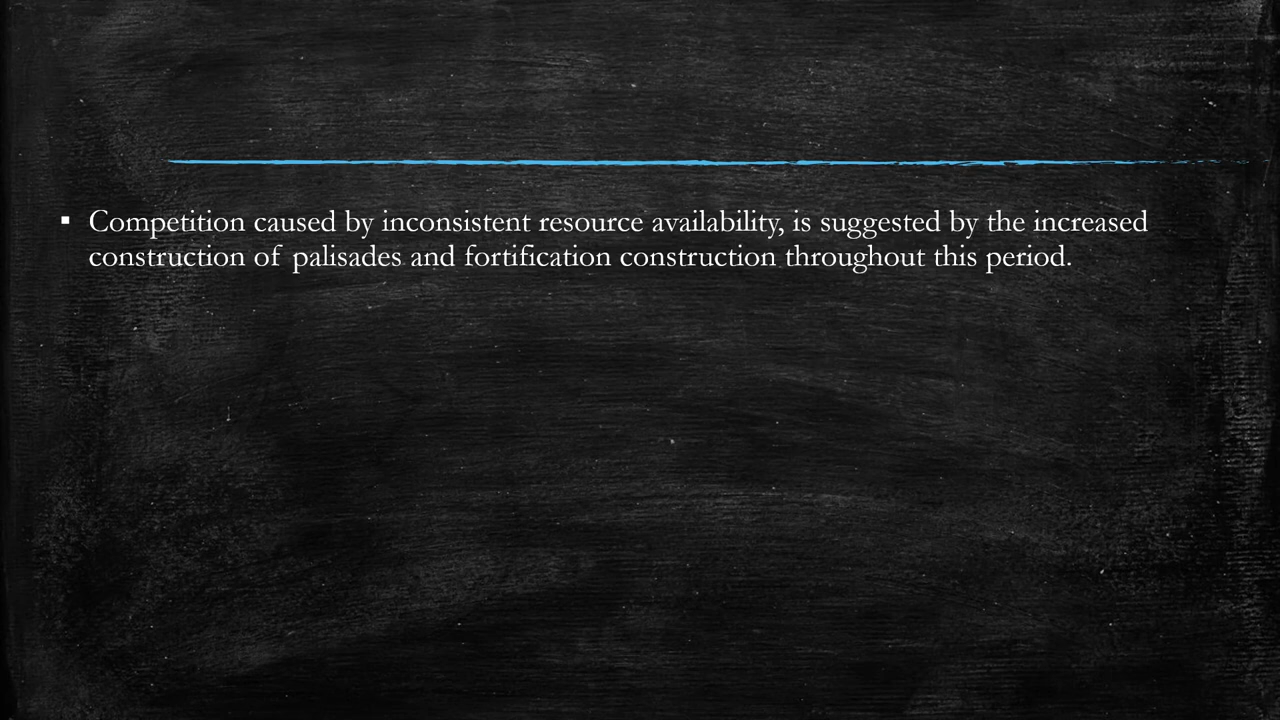 ▪ Competition caused by inconsistent resource availability, is suggested by the increased
construction of palisades and fortification construction throughout this period.